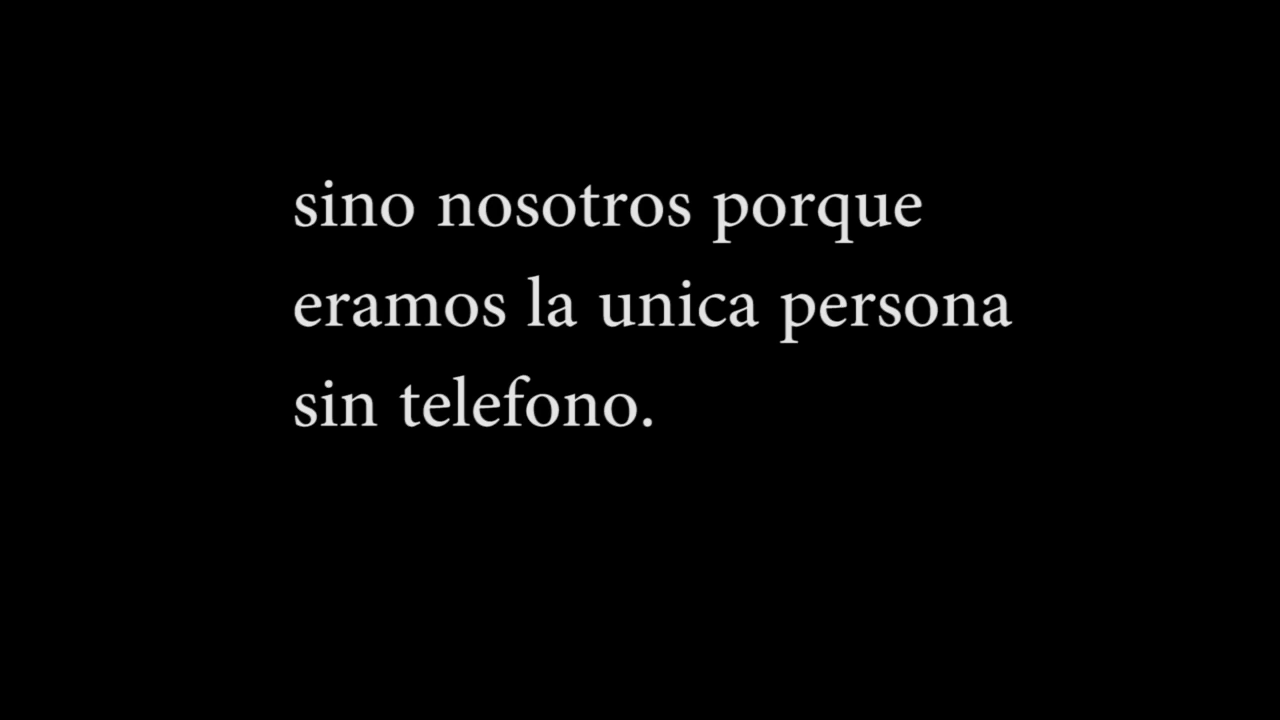 sino nosotros porque
eramos la unica persona
sin telefono.